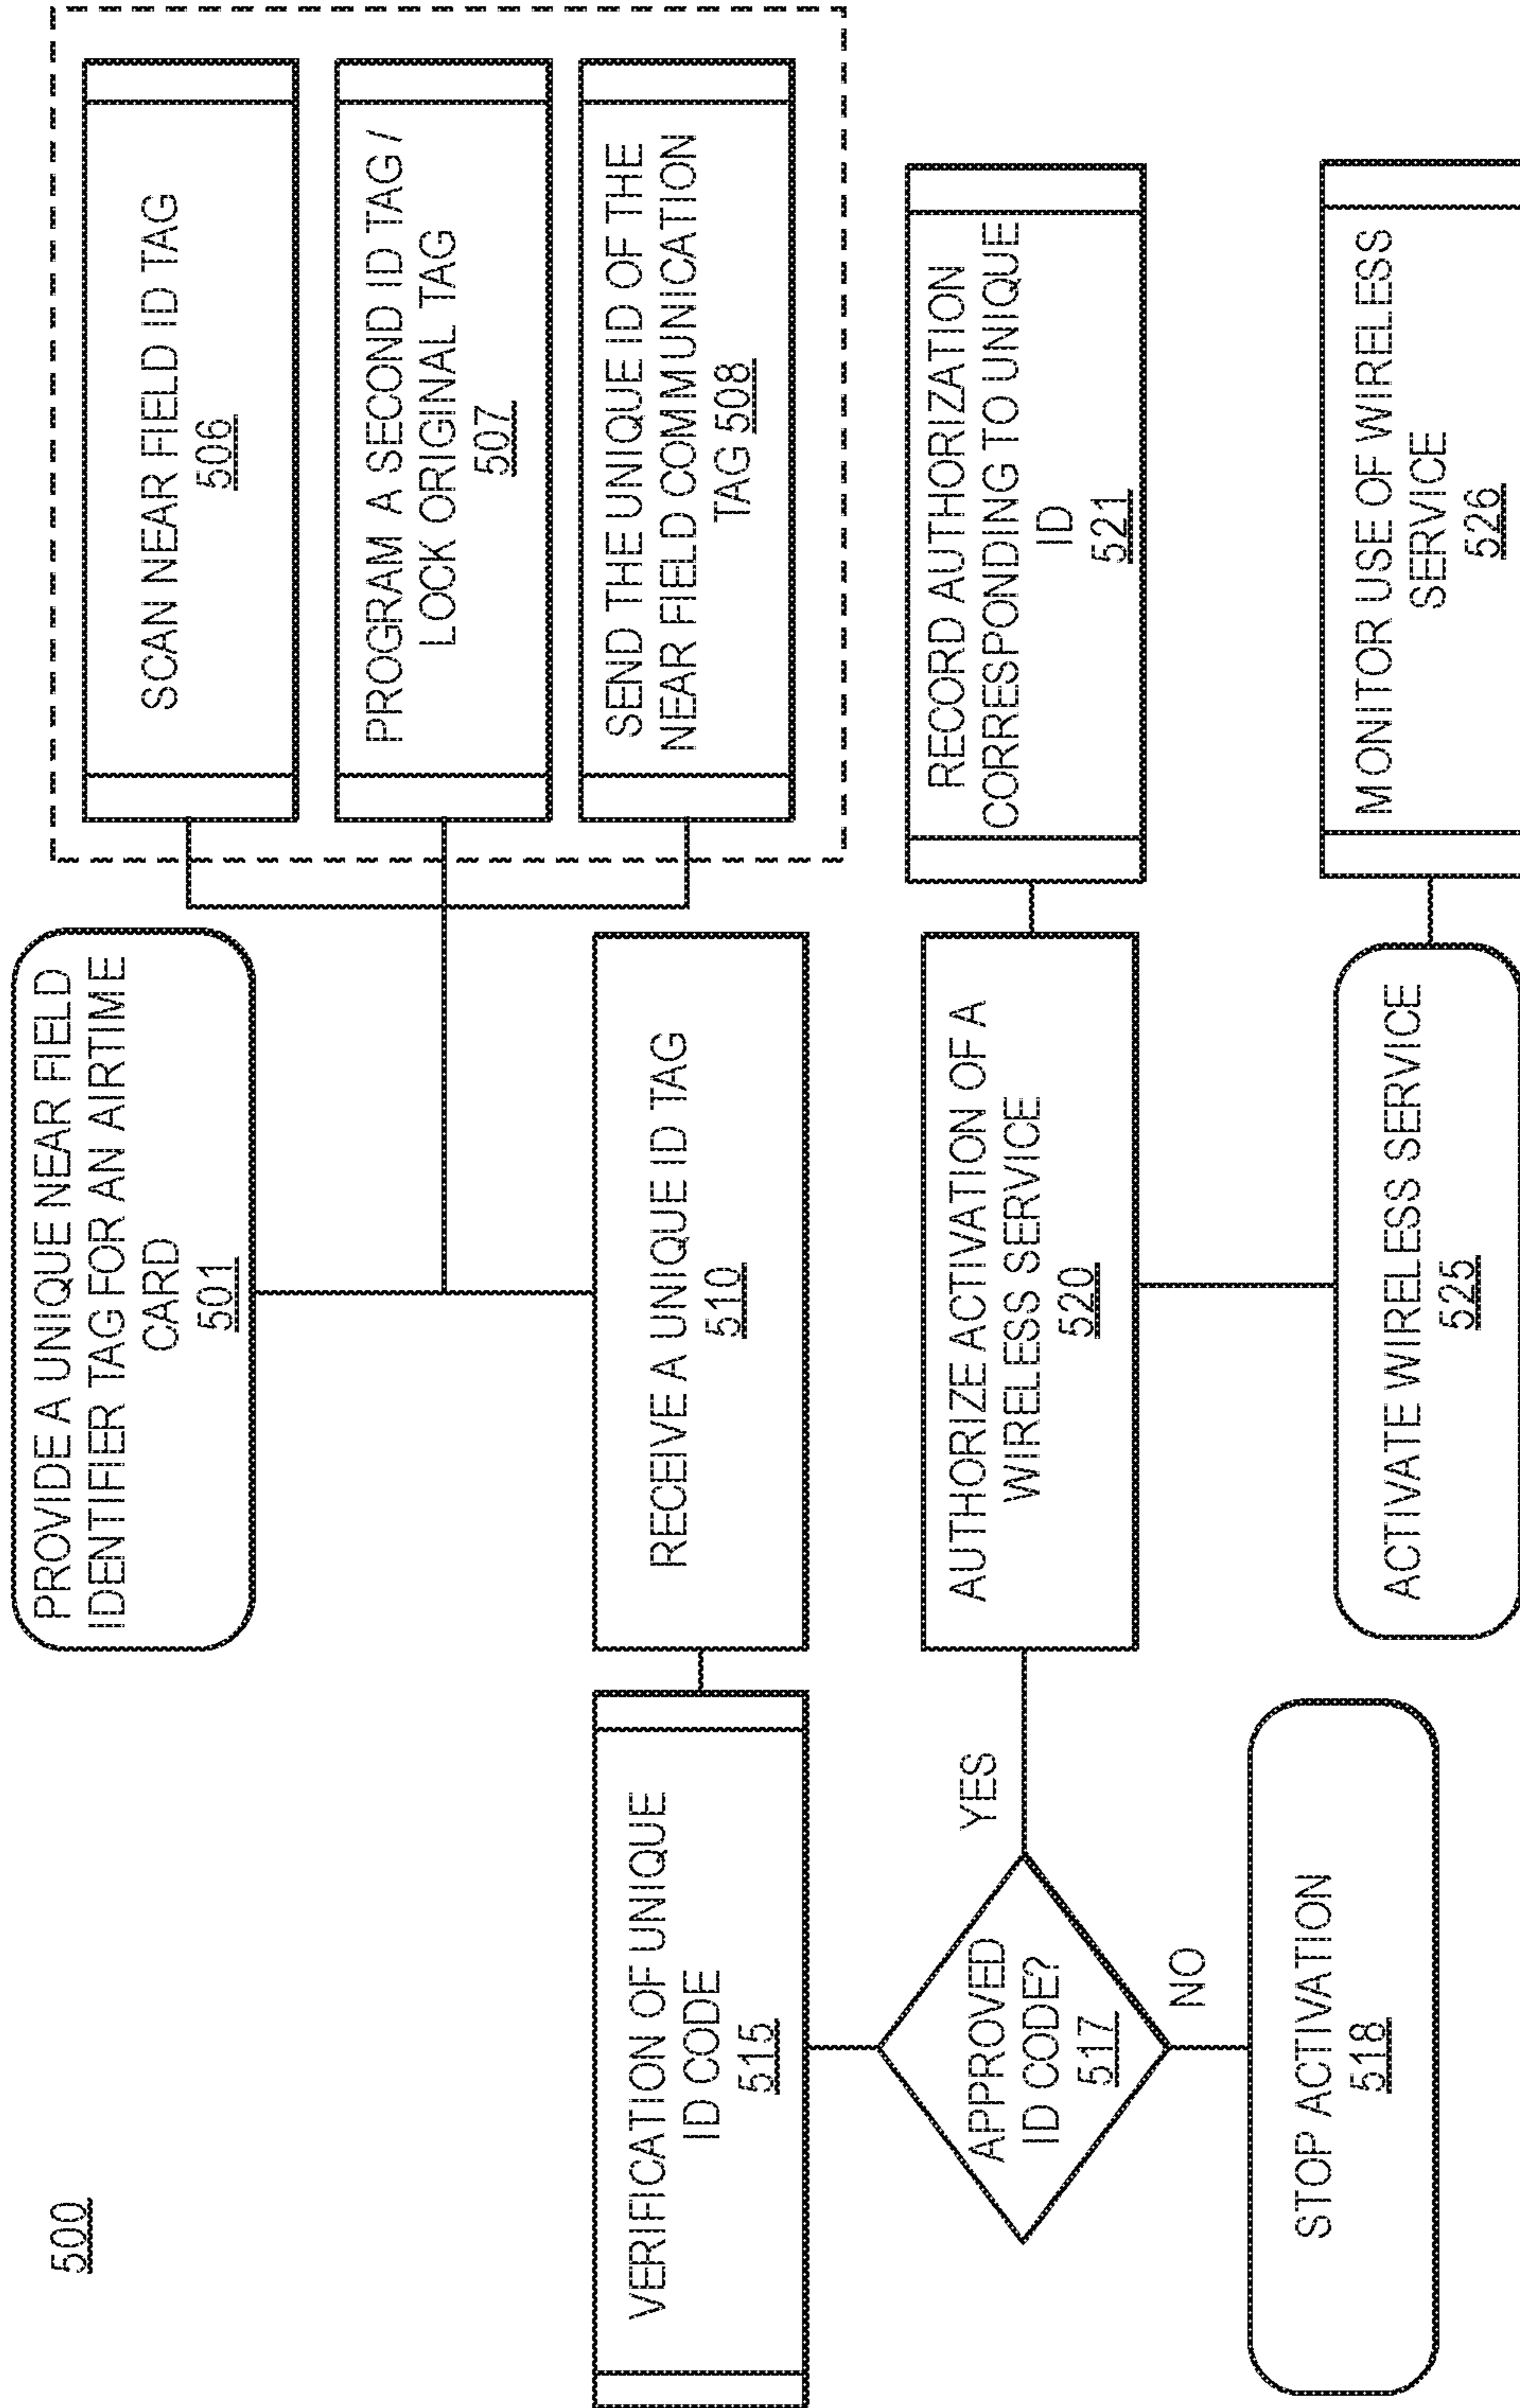 500
PROVIDE A UNIQUE NEAR FIELD
IDENTIFIER TAG FOR AN AIRTIME
CARD
501
SCAN NEAR FIELD ID TAG
506
PROGRAM A SECOND ID TAG /
LOCK ORIGINAL TAG
507
SEND THE UNIQUE ID OF THE
NEAR FIELD COMMUNICATION
TAG 508
RECEIVE A UNIQUE ID TAG
510
VERIFICATION OF UNIQUE
ID CODE
515
APPROVED
ID CODE?
517
YES
NO
STOP ACTIVATION
518
AUTHORIZE ACTIVATION OF A
WIRELESS SERVICE
520
RECORD AUTHORIZATION
CORRESPONDING TO UNIQUE
ID
521
ACTIVATE WIRELESS SERVICE
525
MONITOR USE OF WIRELESS
SERVICE
526